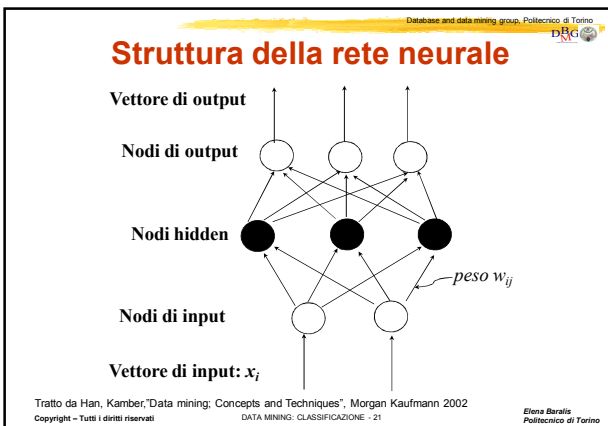 Database and data mining group, Politecnico di Torino
DBMG
Struttura della rete neurale
Vettore di output
Nodi di output
Nodi hidden
peso wij
Nodi di input
Vettore di input: xi
Tratto da Han, Kamber,"Data mining; Concepts and Techniques", Morgan Kaufmann 2002
Copyright – Tutti i diritti riservati
DATA MINING: CLASSIFICAZIONE - 21
Elena Baralis
Politecnico di Torino